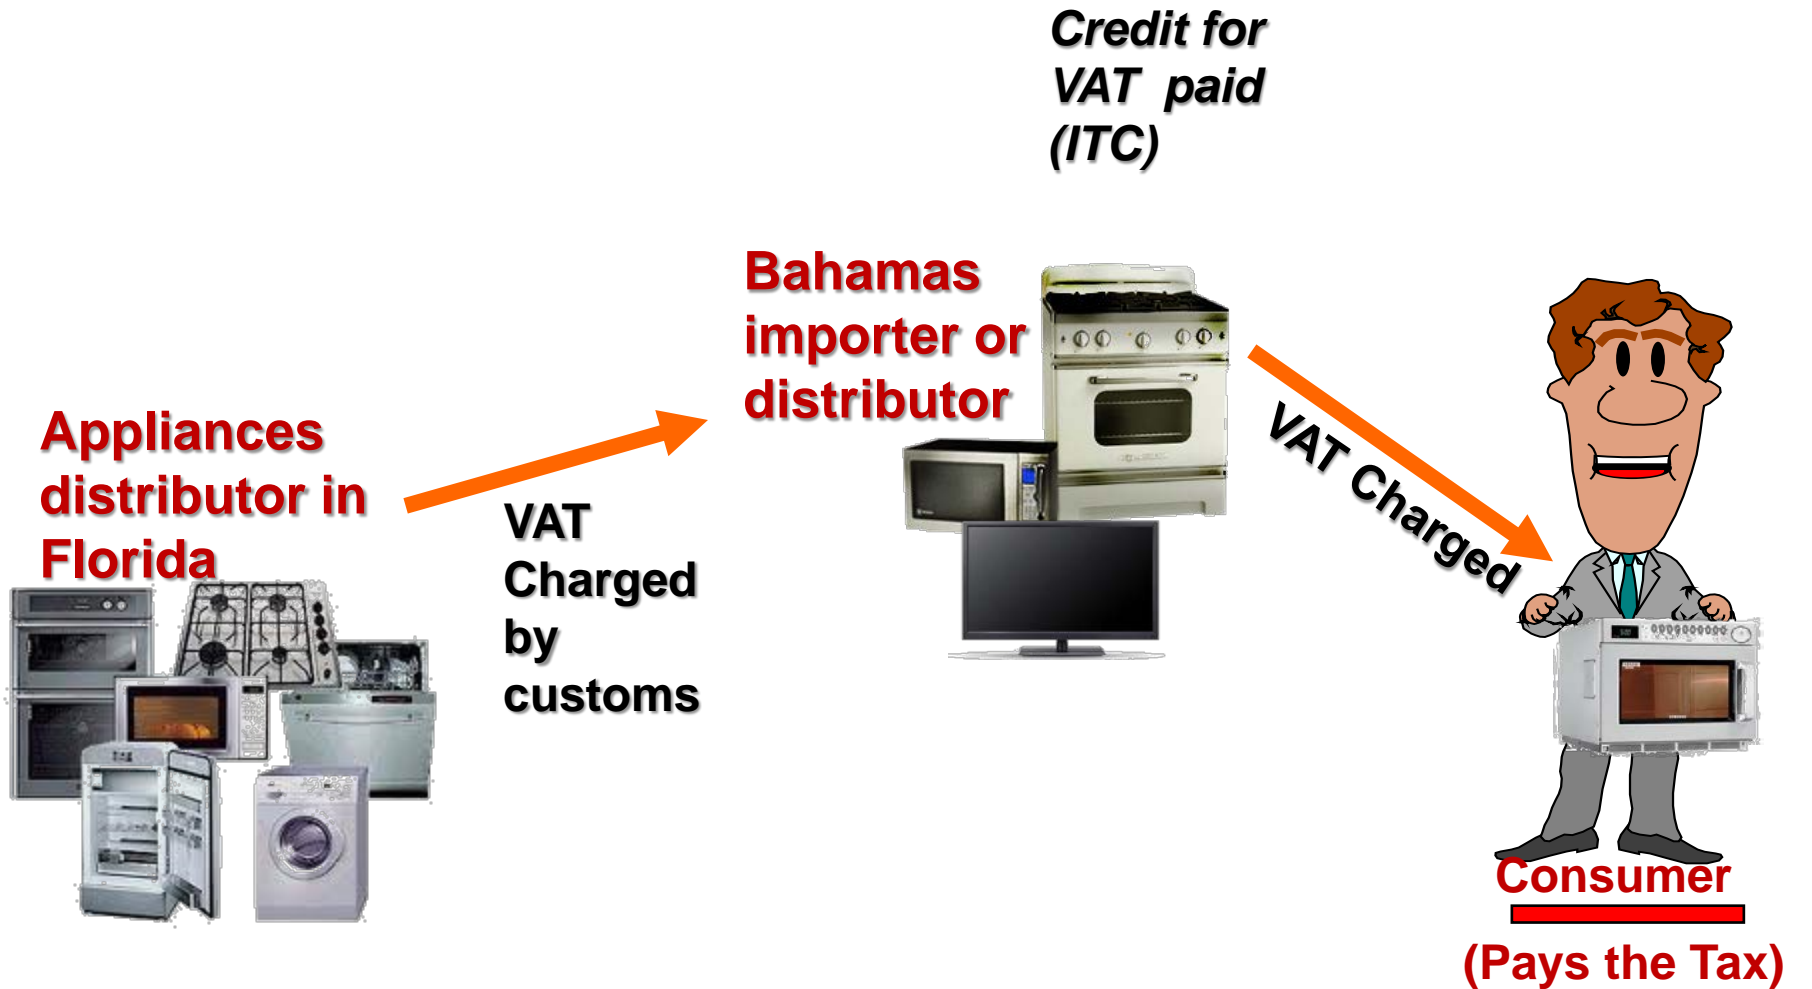 Credit for
VAT  paid
(ITC)
Bahamas
importer or
distributor
Appliances
distributor in
Florida
VAT
Charged
by
customs
VAT Charged
Consumer
(Pays the Tax)